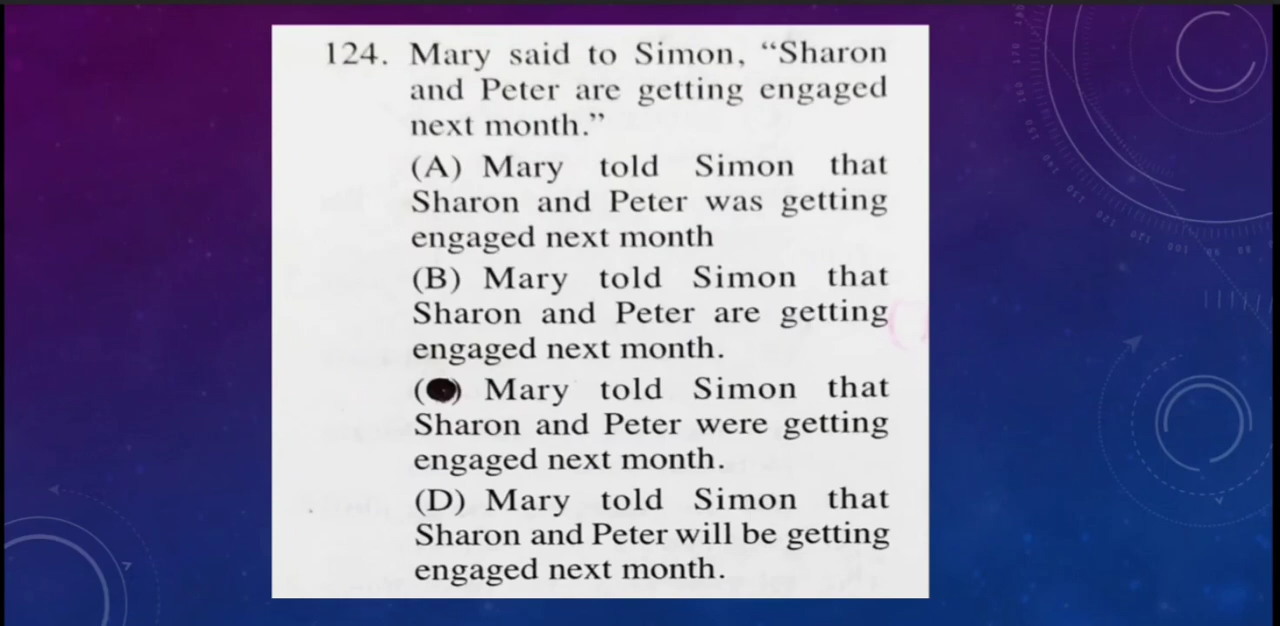 124. Mary said to Simon, “Sharon
and Peter are getting engaged
next month.”
(A) Mary told Simon that
Sharon and Peter was getting
engaged next month
(B) Mary told Simon that
Sharon and Peter are getting
engaged next month.
() Mary told Simon that
Sharon and Peter were getting
engaged next month.
(D) Mary told Simon that
Sharon and Peter will be getting
engaged next month.